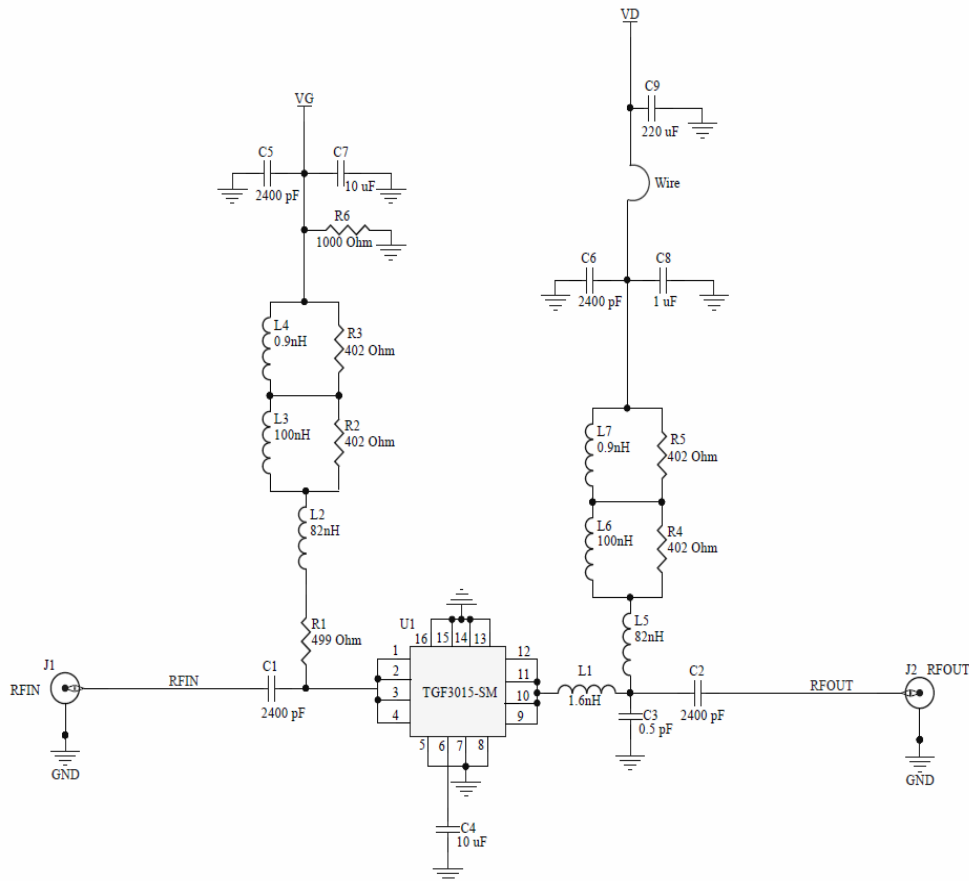 VD
C9
220 uF
VG
C5
2400 pF
C7
10 uF
Wire
R6
1000 Ohm
C6
2400 pF
C8
1 uF
L4
0.9nH
R3
402 Ohm
L3
100nH
R2
402 Ohm
L7
0.9nH
R5
402 Ohm
L6
100nH
R4
402 Ohm
L2
82nH
L5
82nH
R1
499 Ohm
U1
16 15 14 13
1
2
3
4
12
11
10
9
TGF3015-SM
5 6 7 8
J1
RFIN
RFIN
C1
2400 pF
L1
1.6nH
C2
2400 pF
C3
0.5 pF
RFOUT
J2 RFOUT
GND
GND
C4
10 uF